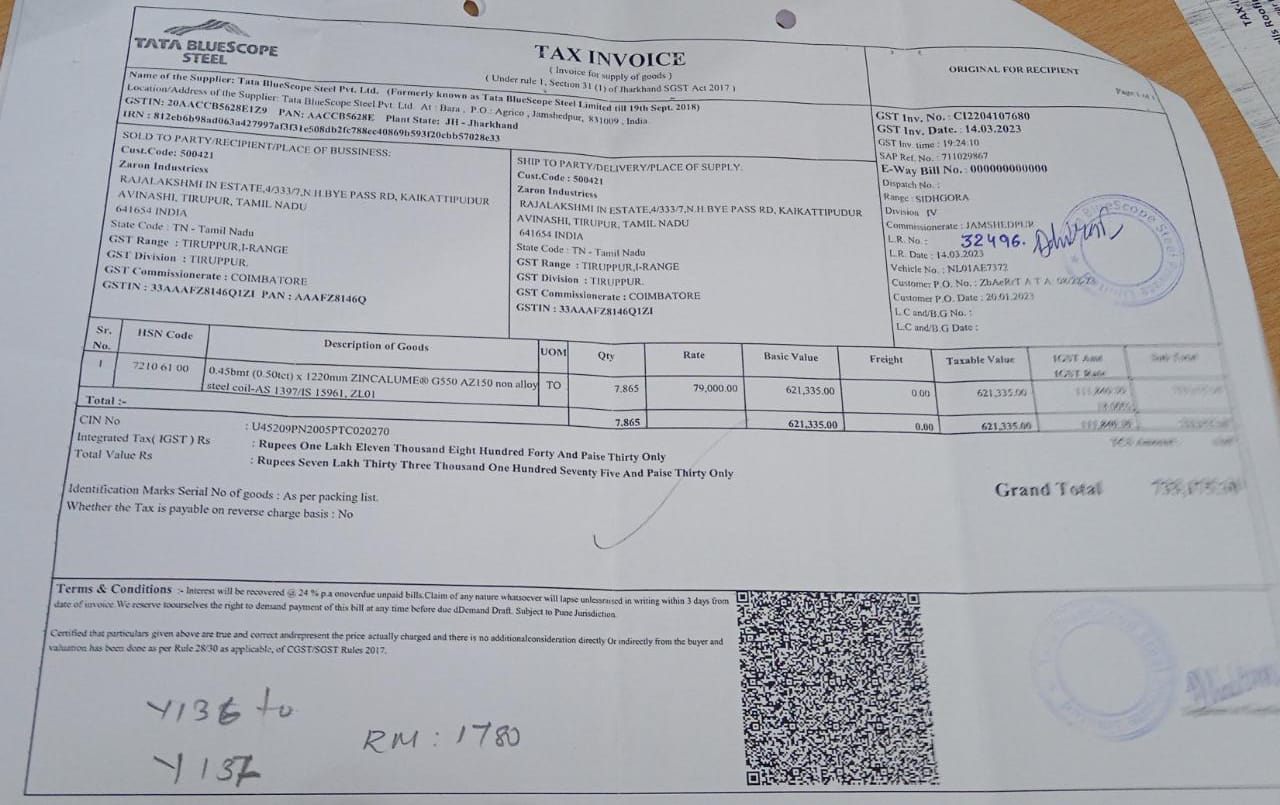 TATA BLUESCOPE
STEEL
TAX INVOICE
( Invoice for supply of goods )
( Under rule 1, Section 31 (1) of Jharkhand SGST Act 2017 )
ORIGINAL FOR RECIPIENT
Name of the Supplier: Tata BlueScope Steel Pvt. Ltd. (Formerly known as Tata BlueScope Steel Limited till 19th Sept. 2018)
Location/Address of the Supplier: Tata BlueScope Steel Pvt. Ltd. At : Bara , P.O.: Agrico , Jamshedpur, 831009 , India
GSTIN: 20AACCB5628E1Z9 PAN: AACCB5628E Plant State: JH - Jharkhand
IRN : 812eb6b98ad063a427997af3f31e508db2fc788ec40869b593f20cbb57028e33
GST Inv. No. : CI2204107680
GST Inv. Date. : 14.03.2023
GST Inv. time : 19:24:10
SAP Ref. No. : 711029867
E-Way Bill No. : 000000000000
Dispatch No. :
Range : SIDHGORA
Division IV
Commissionerate : JAMSHEDPUR
L.R. No. : 32496.
L.R. Date : 14.03.2023
Vehicle No. : NL01AE7372
Customer P.O. No. :
Customer P.O. Date : 20.01.2023
L.C and/B.G No. :
L.C and/B.G Date :
SOLD TO PARTY/RECIPIENT/PLACE OF BUSSINESS:
Cust.Code: 500421
Zaron Industriess
RAJALAKSHMI IN ESTATE,4/333/7,N.H.BYE PASS RD, KAIKATTIPUDUR
AVINASHI, TIRUPUR, TAMIL NADU
641654 INDIA
State Code : TN - Tamil Nadu
GST Range : TIRUPPUR,I-RANGE
GST Division : TIRUPPUR.
GST Commissionerate : COIMBATORE
GSTIN : 33AAAFZ8146Q1ZI PAN : AAAFZ8146Q
SHIP TO PARTY/DELIVERY/PLACE OF SUPPLY.
Cust.Code : 500421
Zaron Industriess
RAJALAKSHMI IN ESTATE,4/333/7,N.H.BYE PASS RD, KAIKATTIPUDUR
AVINASHI, TIRUPUR, TAMIL NADU
641654 INDIA
State Code : TN - Tamil Nadu
GST Range : TIRUPPUR,I-RANGE
GST Division : TIRUPPUR.
GST Commissionerate : COIMBATORE
GSTIN : 33AAAFZ8146Q1ZI
Sr. No. HSN Code Description of Goods UOM Qty Rate Basic Value Freight Taxable Value
1 7210 61 00 0.45bmt (0.50tct) x 1220mm ZINCALUME® G550 AZ150 non alloy TO 7.865 79,000.00 621,335.00 0.00 621,335.00
steel coil-AS 1397/IS 15961, ZL01
Total :- 7.865 621,335.00 0.00 621,335.00
CIN No : U45209PN2005PTC020270
Integrated Tax( IGST ) Rs : Rupees One Lakh Eleven Thousand Eight Hundred Forty And Paise Thirty Only
Total Value Rs : Rupees Seven Lakh Thirty Three Thousand One Hundred Seventy Five And Paise Thirty Only
Grand Total
Identification Marks Serial No of goods : As per packing list.
Whether the Tax is payable on reverse charge basis : No
Terms & Conditions :- Interest will be recovered @ 24 % p.a onoverdue unpaid bills.Claim of any nature whatsoever will lapse unlessraised in writing within 3 days from
date of invoice.We reserve toourselves the right to demand payment of this bill at any time before due dDemand Draft. Subject to Pune Jurisdiction
Certified that particulars given above are true and correct andrepresent the price actually charged and there is no additionalconsideration directly Or indirectly from the buyer and
valuation has been done as per Rule 28/30 as applicable, of CGST/SGST Rules 2017.
Y136 to
Y137
RM : 1780